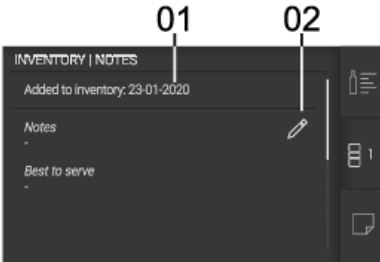 01 02
INVENTORY | NOTES
Added to inventory: 23-01-2020
Notes
-
Best to serve
-
1